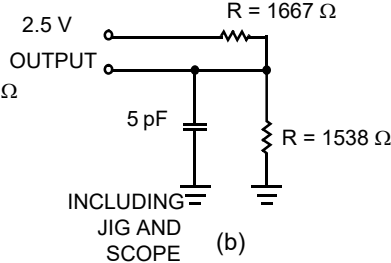 R = 1667 Ω
2.5 V
OUTPUT
Ω
5 pF
R = 1538 Ω
INCLUDING
JIG AND
SCOPE
(b)